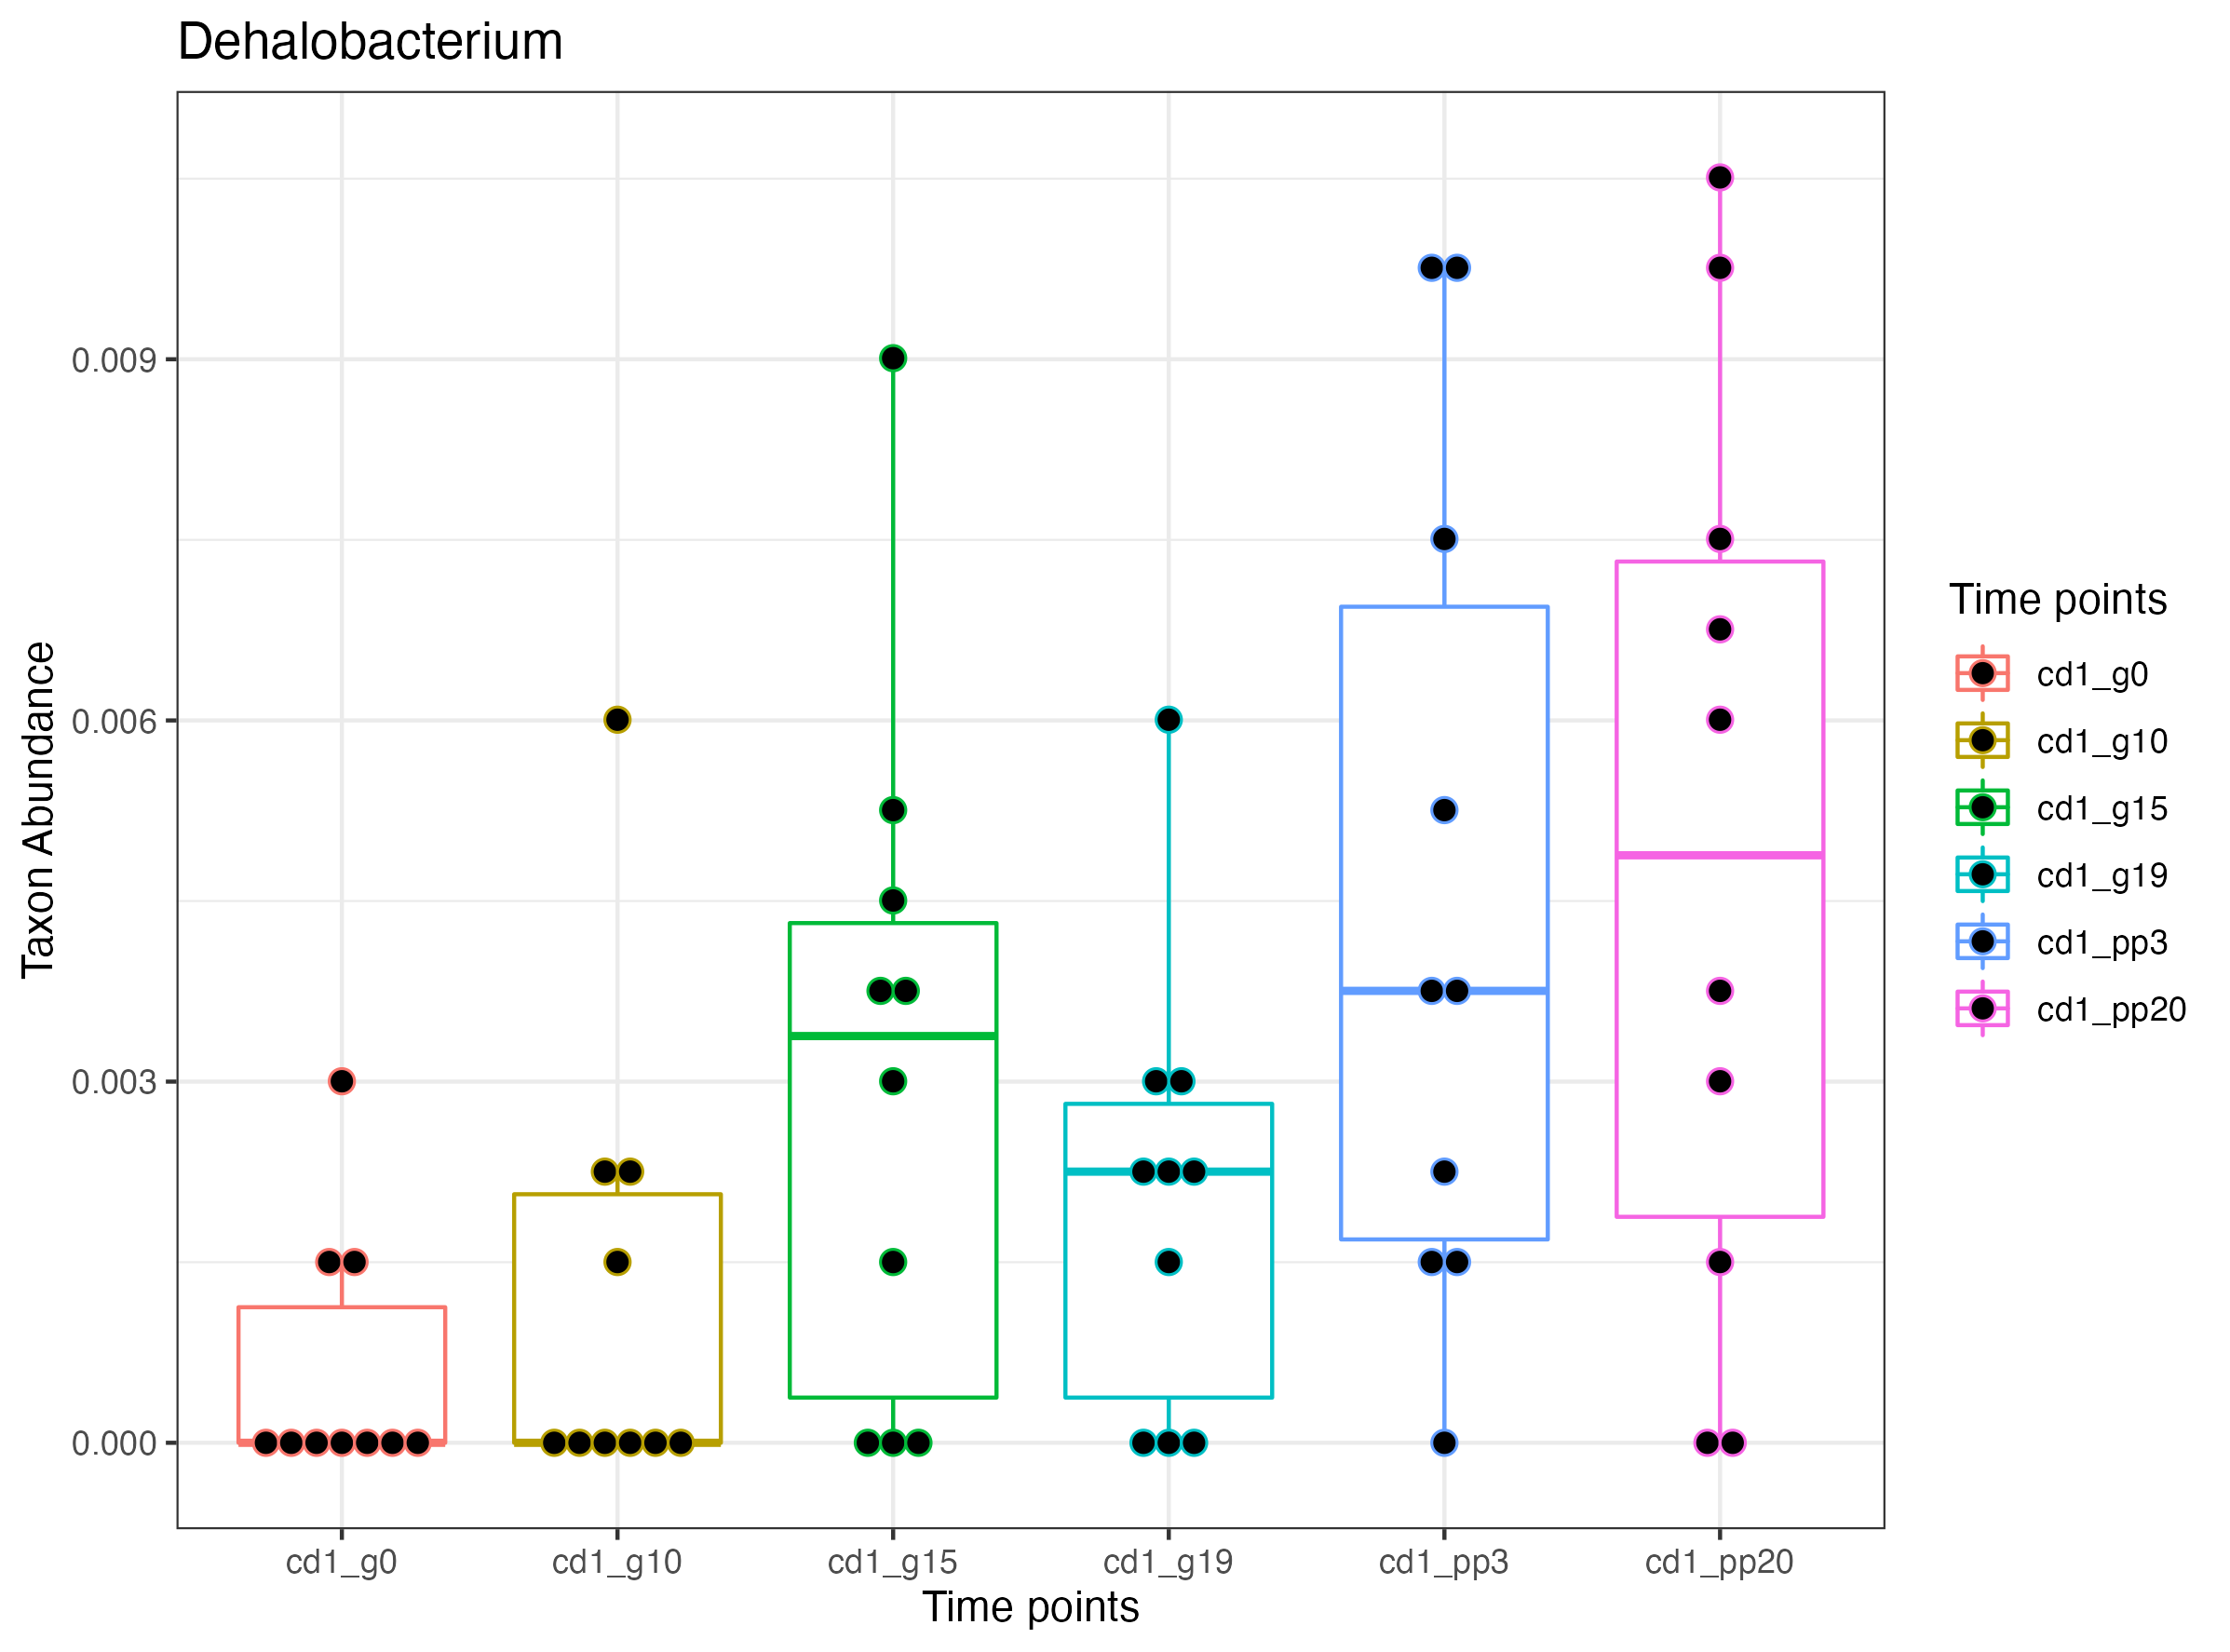 Dehalobacterium
Taxon Abundance
0.009
0.006
0.003
0.000
cd1_g0
cd1_g10
cd1_g15
cd1_g19
cd1_pp3
cd1_pp20
Time points
Time points
cd1_g0
cd1_g10
cd1_g15
cd1_g19
cd1_pp3
cd1_pp20